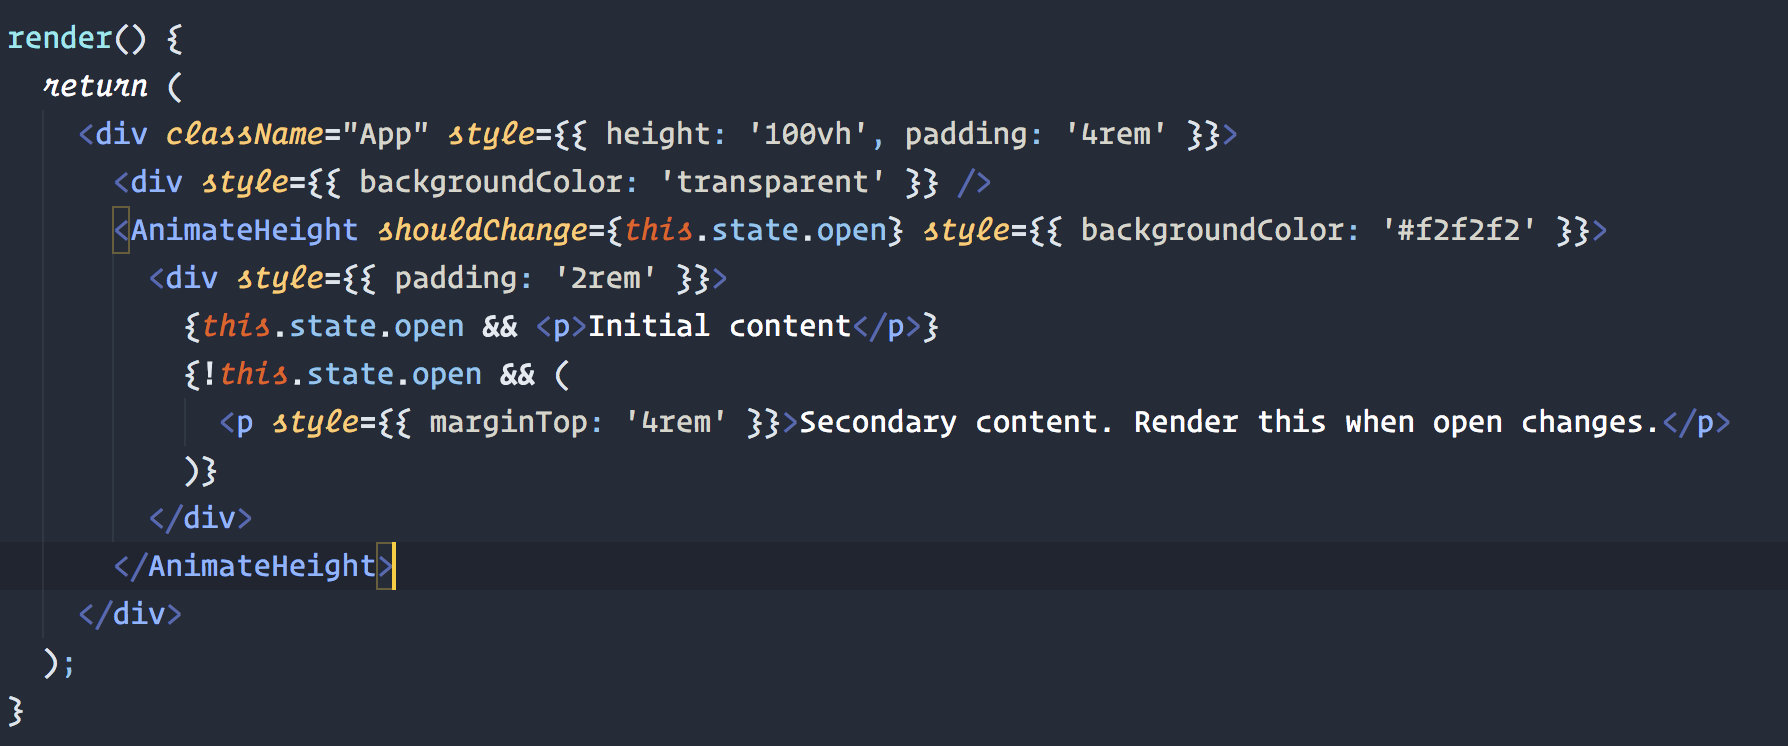 render() {
  return (
    <div className="App" style={{ height: '100vh', padding: '4rem' }}>
      <div style={{ backgroundColor: 'transparent' }} />
      <AnimateHeight shouldChange={this.state.open} style={{ backgroundColor: '#f2f2f2' }}>
        <div style={{ padding: '2rem' }}>
          {this.state.open && <p>Initial content</p>}
          {!this.state.open && (
            <p style={{ marginTop: '4rem' }}>Secondary content. Render this when open changes.</p>
          )}
        </div>
      </AnimateHeight>
    </div>
  );
}